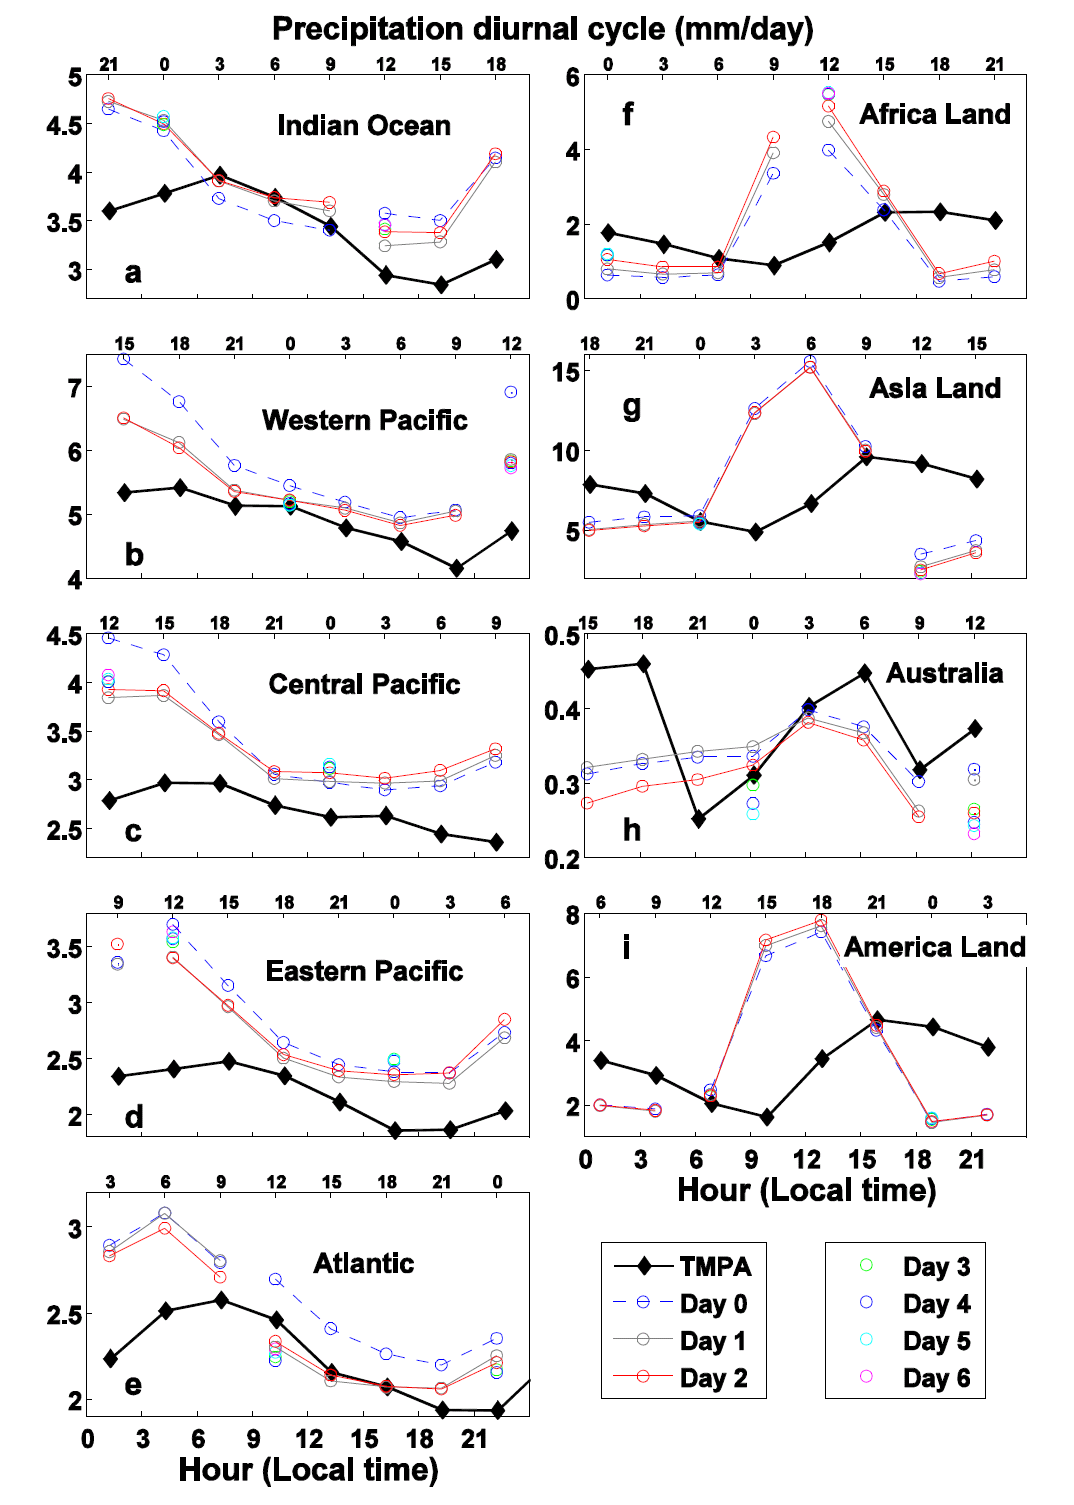 Precipitation diurnal cycle (mm/day)
21 0 3 6 9 12 15 18
5
4.5
4
3.5
3
Indian Ocean
a
15 18 21 0 3 6 9 12
7
6
5
4
Western Pacific
b
12 15 18 21 0 3 6 9
4.5
4
3.5
3
2.5
Central Pacific
c
9 12 15 18 21 0 3 6
3.5
3
2.5
2
Eastern Pacific
d
3 6 9 12 15 18 21 0
3
2.5
2
Atlantic
e
0 3 6 9 12 15 18 21
Hour (Local time)
0 3 6 9 12 15 18 21
6
4
2
0
f
Africa Land
18 21 0 3 6 9 12 15
15
10
5
Asia Land
g
15 18 21 0 3 6 9 12
0.5
0.4
0.3
0.2
Australia
h
6 9 12 15 18 21 0 3
8
6
4
2
i
America Land
0 3 6 9 12 15 18 21
Hour (Local time)
TMPA
Day 0
Day 1
Day 2
Day 3
Day 4
Day 5
Day 6